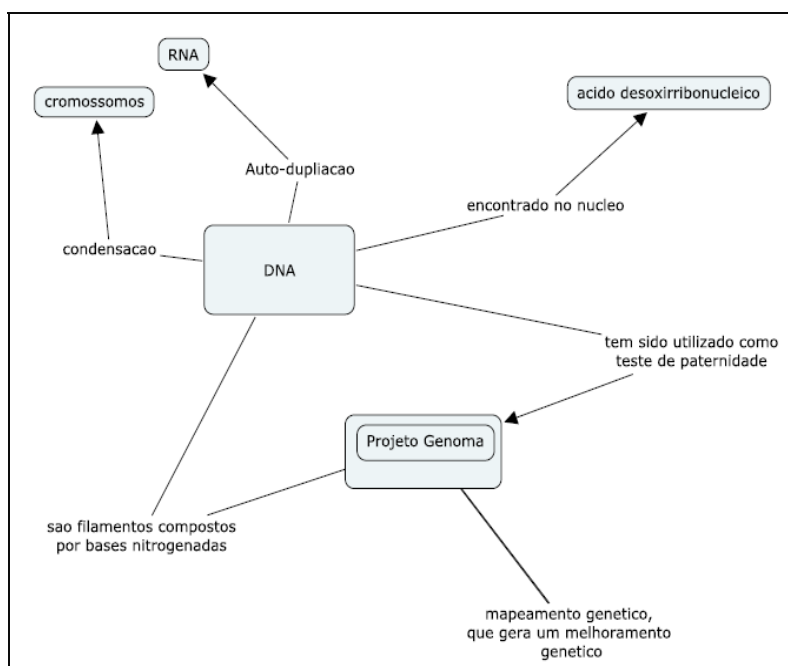 RNA
cromossomos
acido desoxirribonucleico
Auto-dupliacao
encontrado no nucleo
condensacao
DNA
tem sido utilizado como
teste de paternidade
Projeto Genoma
sao filamentos compostos
por bases nitrogenadas
mapeamento genetico,
que gera um melhoramento
genetico